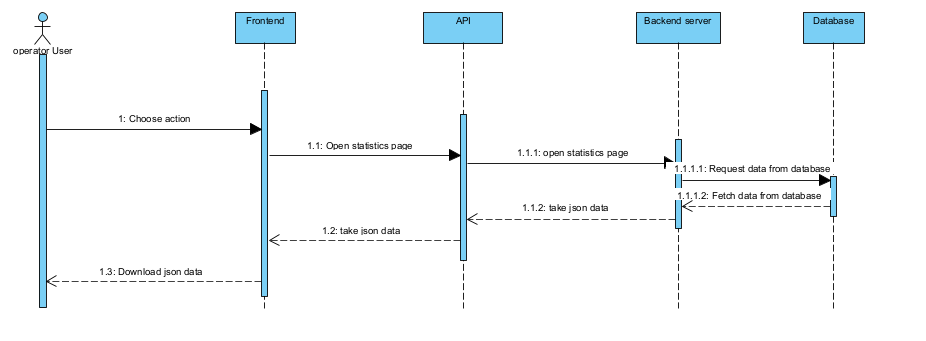 operator User
Frontend
API
Backend server
Database
1: Choose action
1.1: Open statistics page
1.1.1: open statistics page
1.1.1.1: Request data from database
1.1.1.2: Fetch data from database
1.1.2: take json data
1.2: take json data
1.3: Download json data